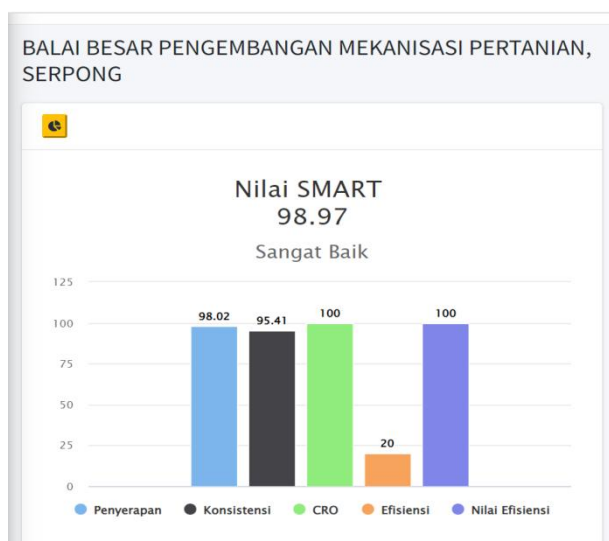 BALAI BESAR PENGEMBANGAN MEKANISASI PERTANIAN,
SERPONG
Nilai SMART
98.97
Sangat Baik
125
100
75
50
25
0
98.02
95.41
100
20
100
Penyerapan
Konsistensi
CRO
Efisiensi
Nilai Efisiensi